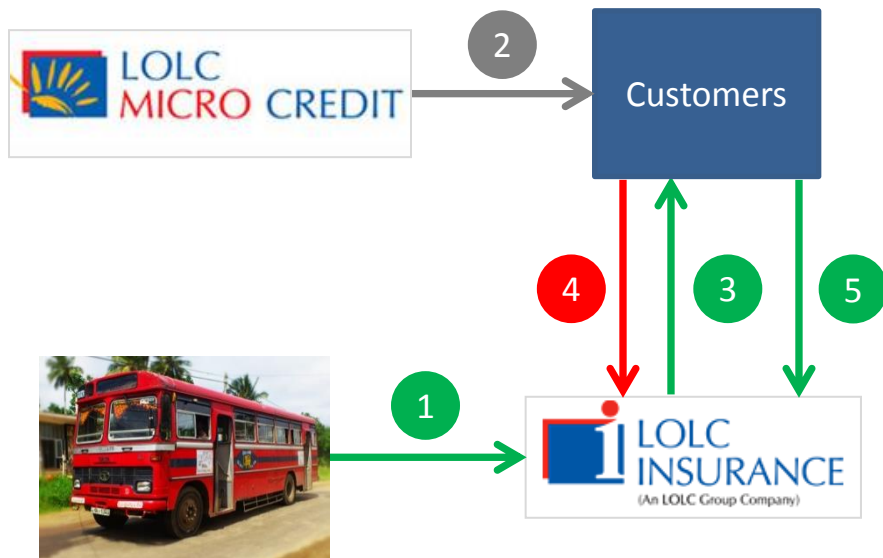 2
LOLC
MICRO CREDIT
Customers
4
3
5
1
i LOLC
INSURANCE
(An LOLC Group Company)